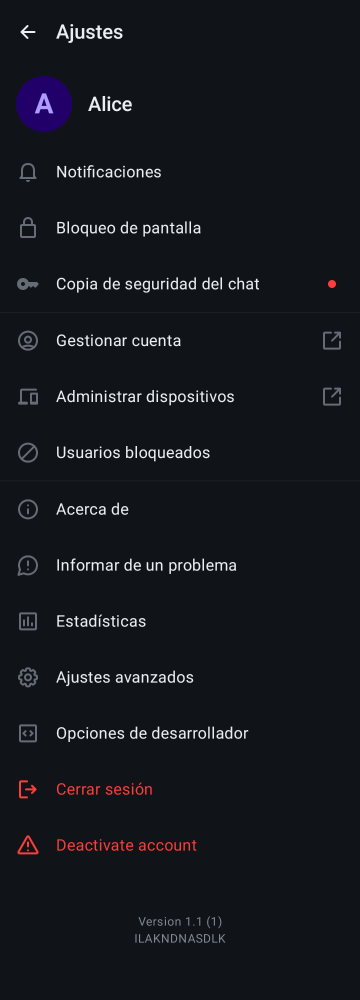 Ajustes
A
Alice
Notificaciones
Bloqueo de pantalla
Copia de seguridad del chat
Gestionar cuenta
Administrar dispositivos
Usuarios bloqueados
Acerca de
Informar de un problema
Estadísticas
Ajustes avanzados
Opciones de desarrollador
Cerrar sesión
Deactivate account
Version 1.1 (1)
ILAKNDNASDLK